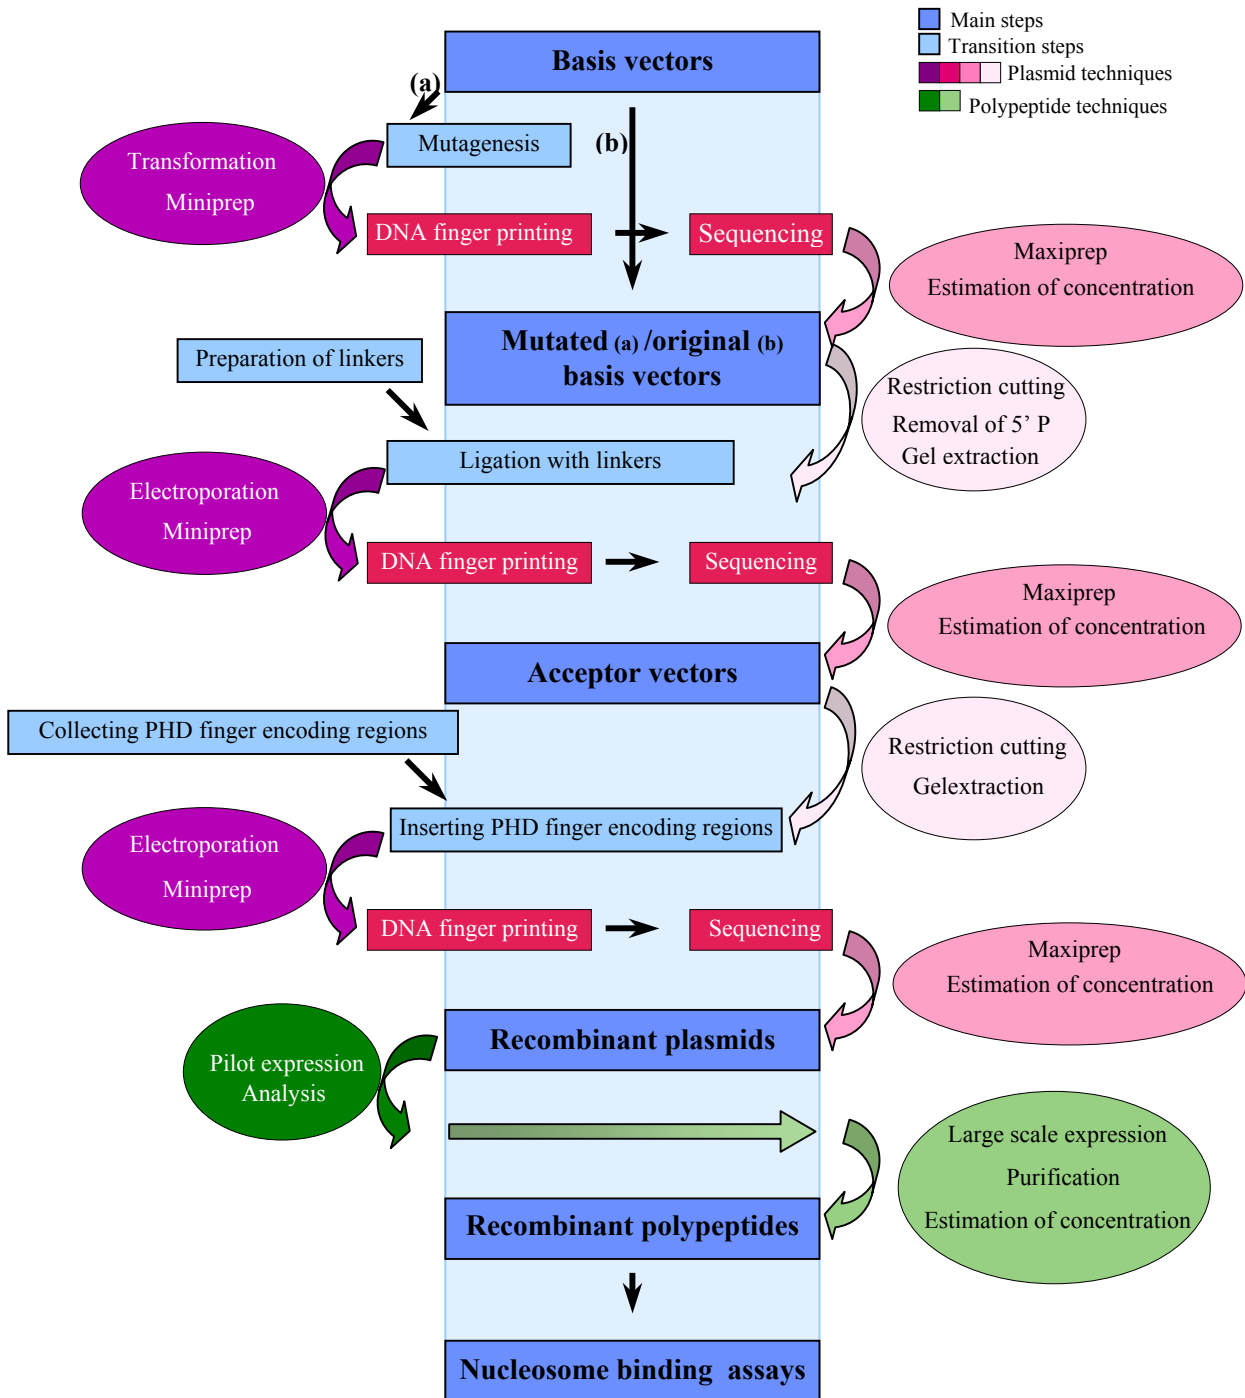 Main steps
Transition steps
Plasmid techniques
Polypeptide techniques
Basis vectors
(a)
(b)
Mutagenesis
Transformation
Miniprep
DNA finger printing
Sequencing
Maxiprep
Estimation of concentration
Mutated (a) /original (b)
basis vectors
Preparation of linkers
Restriction cutting
Removal of 5’ P
Gel extraction
Ligation with linkers
Electroporation
Miniprep
DNA finger printing
Sequencing
Maxiprep
Estimation of concentration
Acceptor vectors
Collecting PHD finger encoding regions
Restriction cutting
Gelextraction
Inserting PHD finger encoding regions
Electroporation
Miniprep
DNA finger printing
Sequencing
Maxiprep
Estimation of concentration
Recombinant plasmids
Pilot expression
Analysis
Large scale expression
Purification
Estimation of concentration
Recombinant polypeptides
Nucleosome binding assays